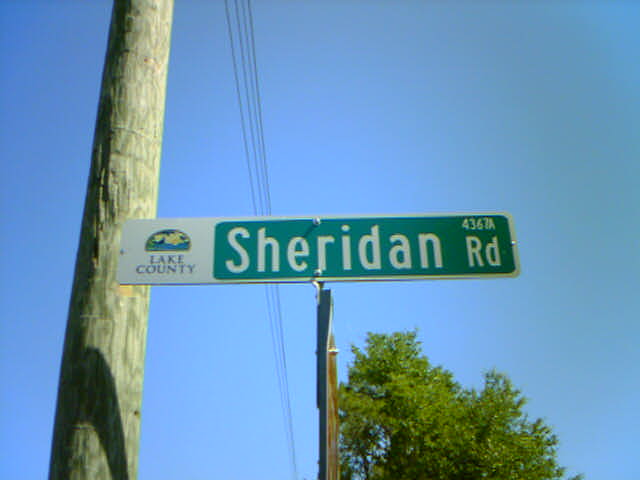 LAKE
COUNTY
Sheridan Rd
4367A